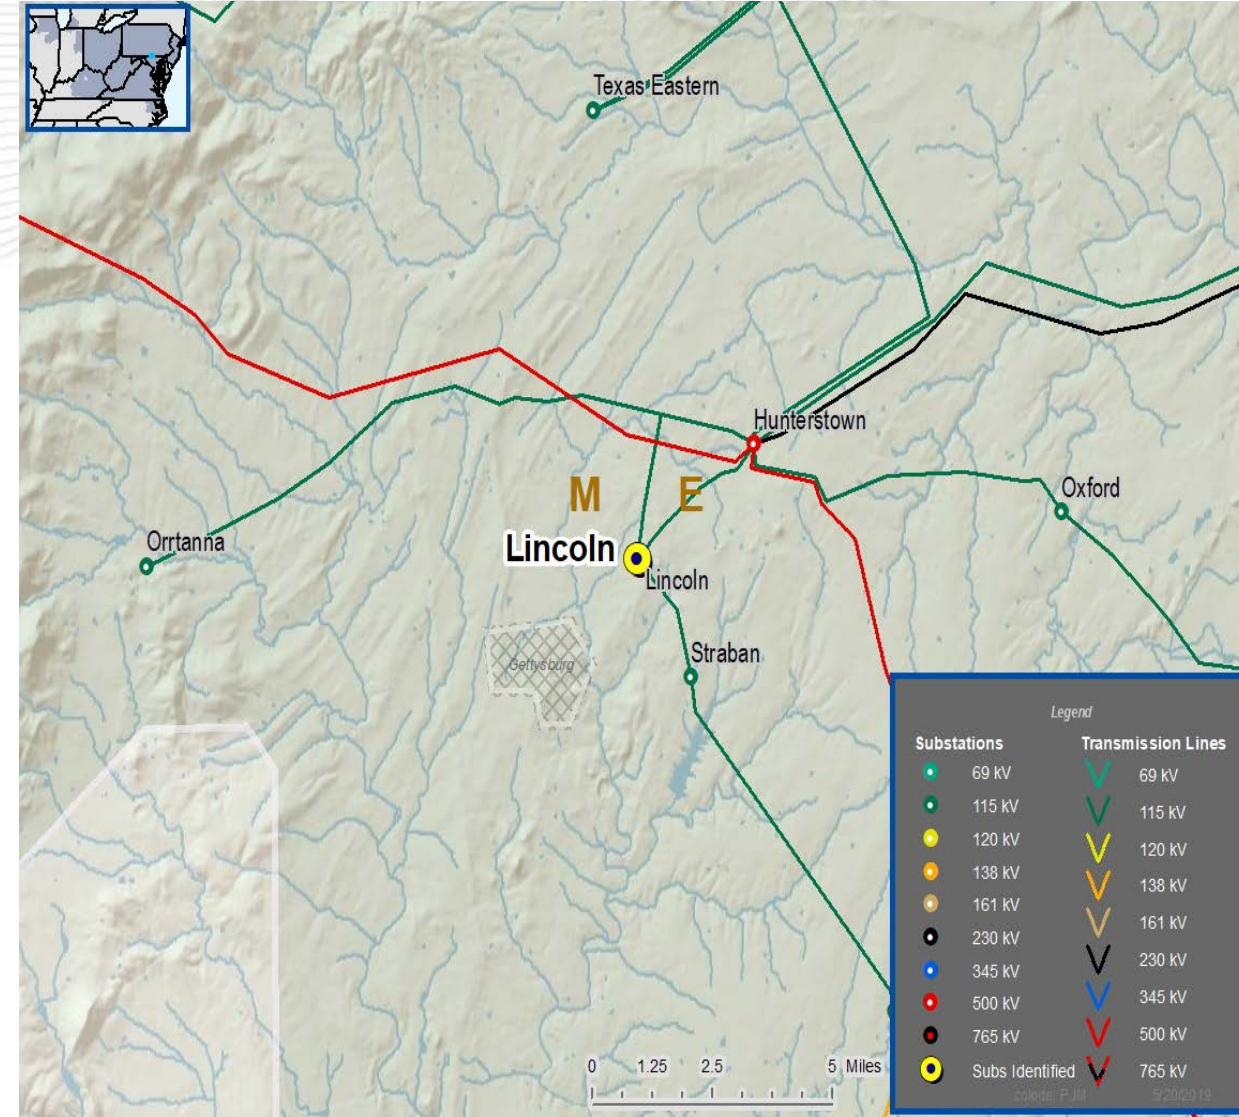 Texas Eastern
Hunterstown
M E
Oxford
Orrtanna
Lincoln
Lincoln
Gettysburg
Straban
Legend
Substations
69 kV
115 kV
120 kV
138 kV
161 kV
230 kV
345 kV
500 kV
765 kV
Subs Identified
Transmission Lines
69 kV
115 kV
120 kV
138 kV
161 kV
230 kV
345 kV
500 kV
765 kV
0 1.25 2.5 5 Miles
PJM 5/20/2019